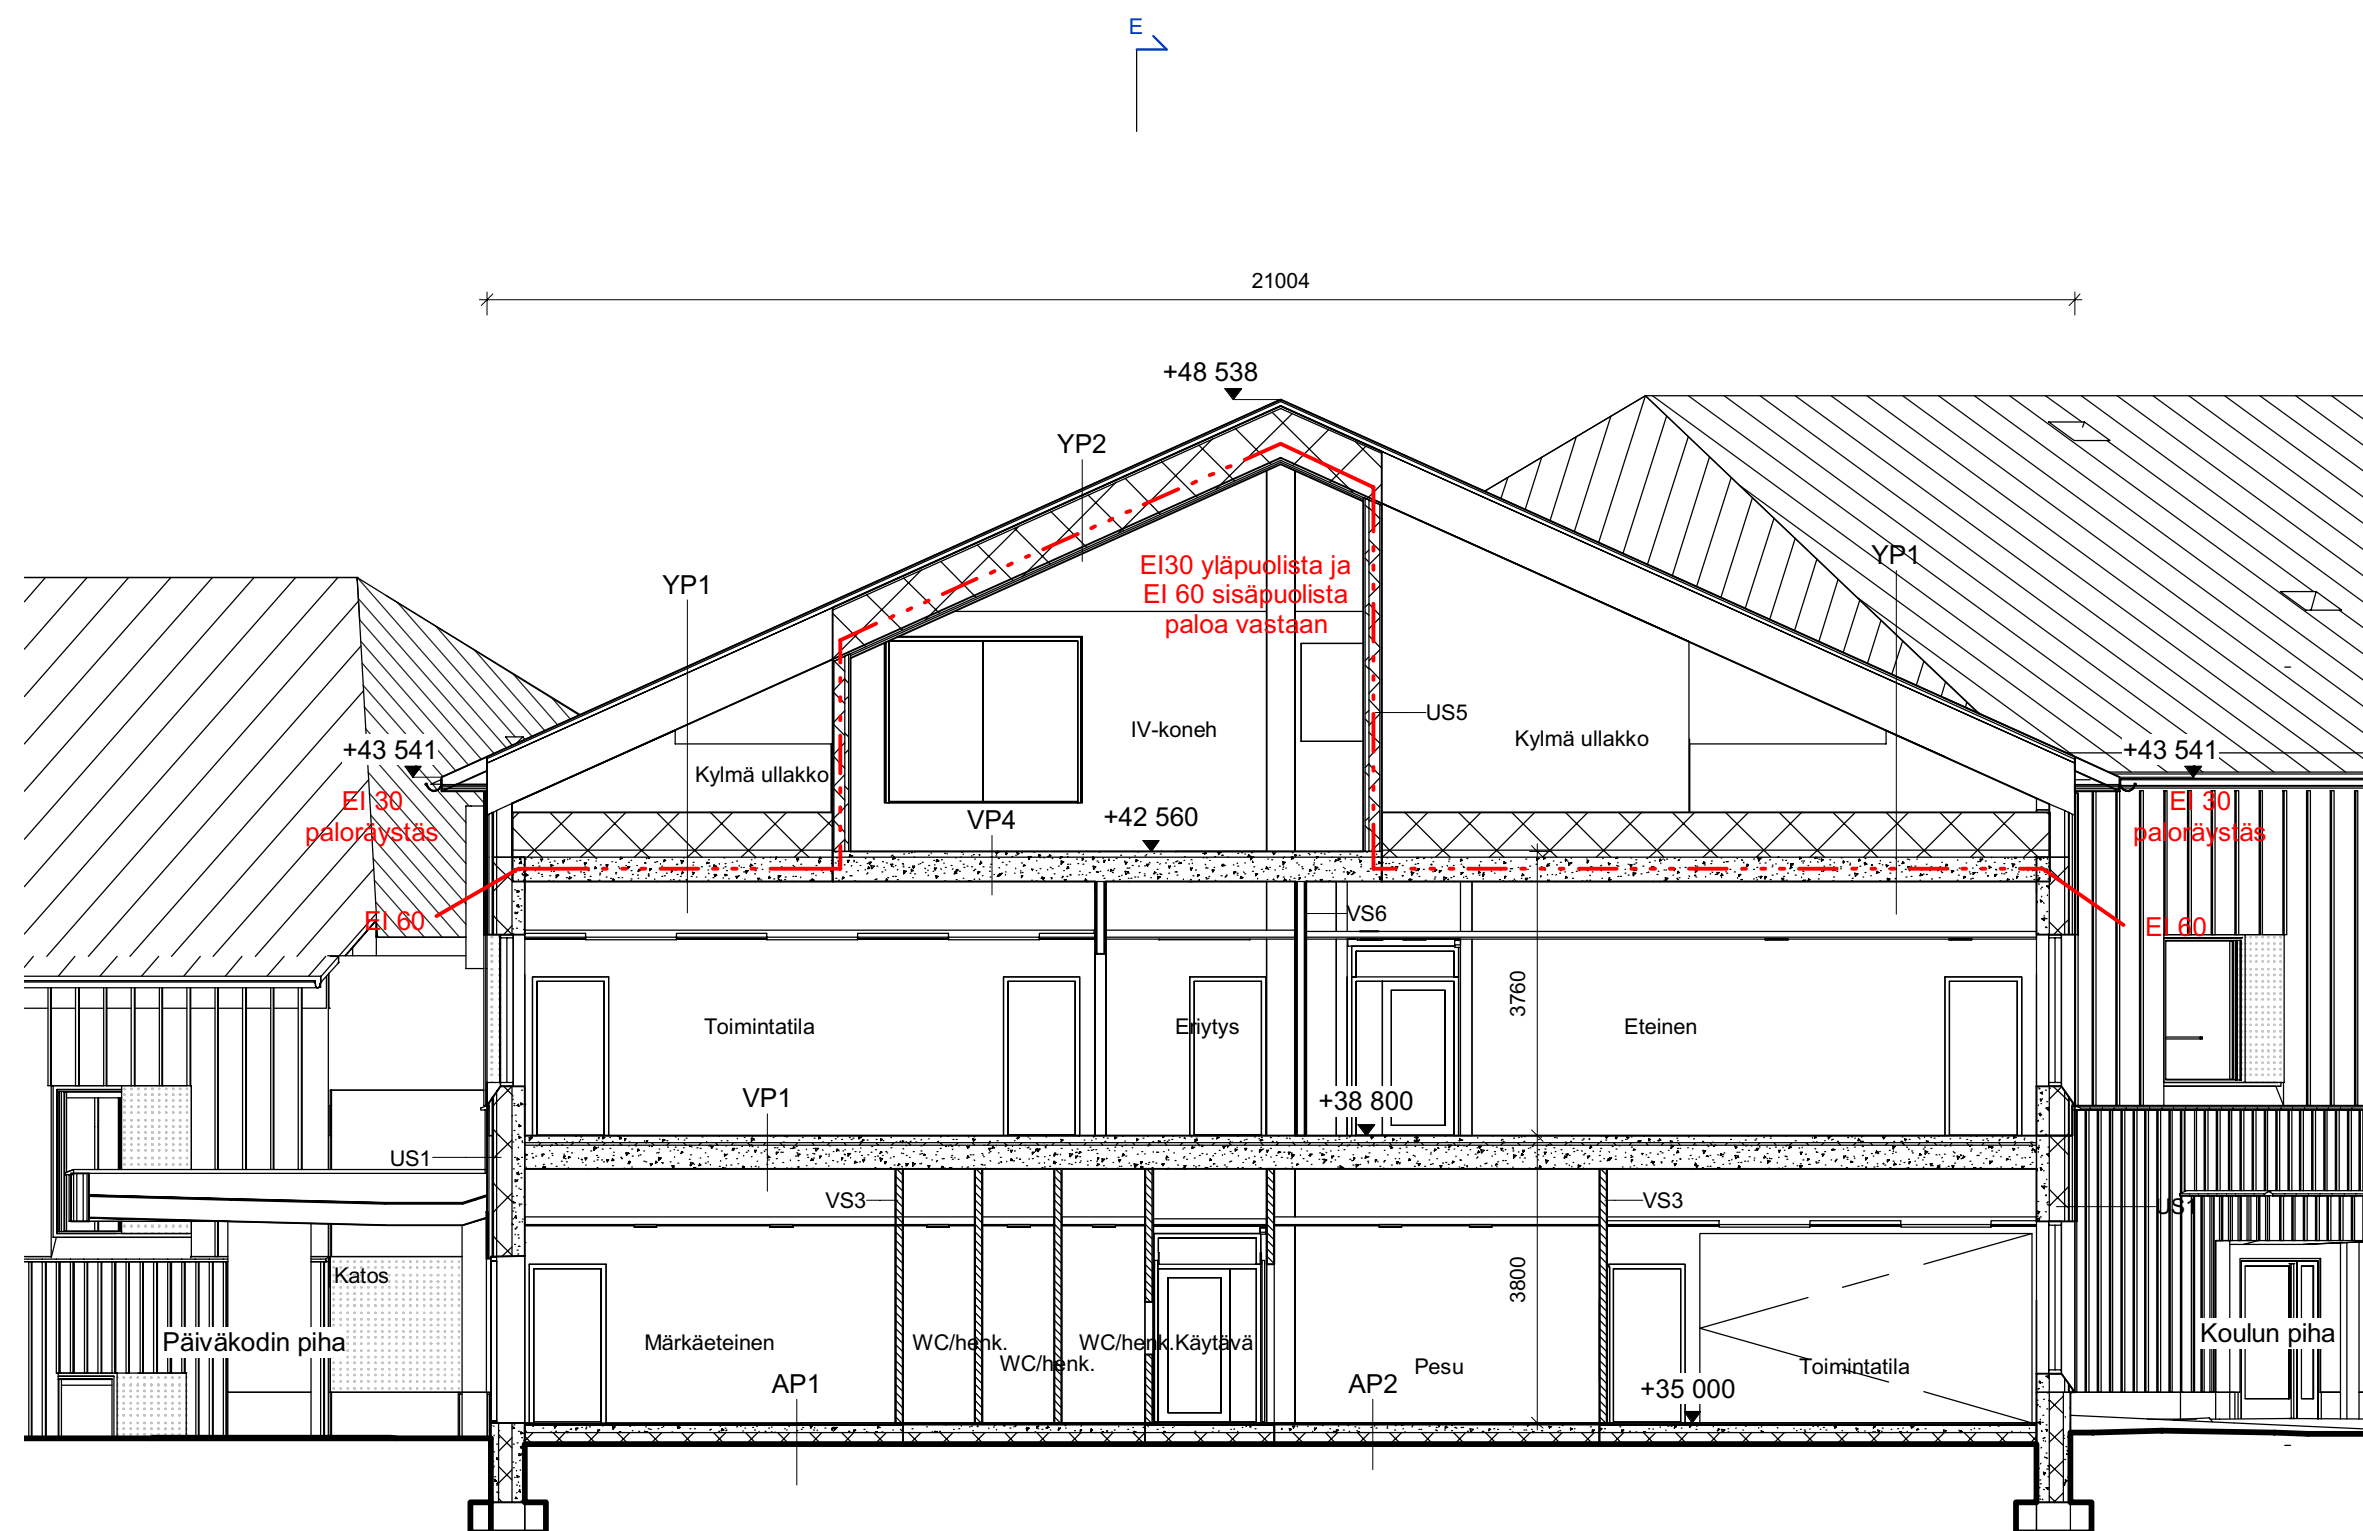 E
21004
+48 538
YP2
EI30 yläpuolista ja
EI 60 sisäpuolista
paloa vastaan
YP1
YP1
US5
IV-koneh
Kylmä ullakko
Kylmä ullakko
+43 541
+43 541
EI 30
paloräystäs
EI 30
paloräystäs
VP4
+42 560
EI 60
EI 60
VS6
3760
Toimintatila
Eriytys
Eteinen
VP1
+38 800
US1
VS3
VS3
US1
Katos
3800
Päiväkodin piha
Märkäeteinen
WC/henk.
WC/henk.
WC/henk.
Käytävä
Pesu
Toimintatila
Koulun piha
AP1
AP2
+35 000